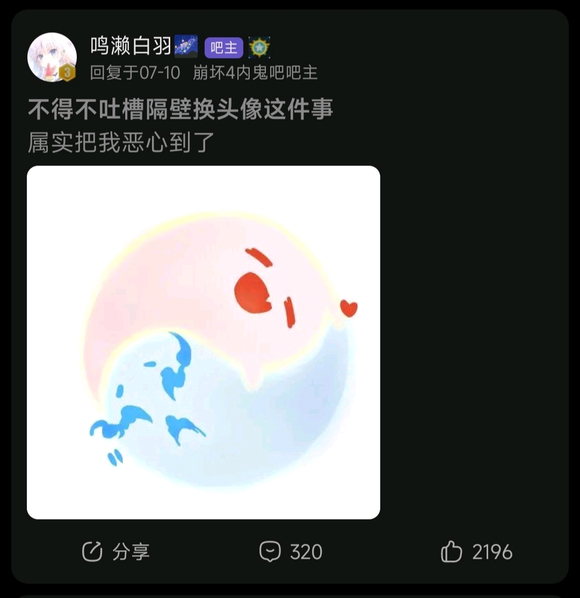 鸣濑白羽 吧主
3
回复于07-10 崩坏4内鬼吧吧主
不得不吐槽隔壁换头像这件事
属实把我恶心到了
分享 320 2196